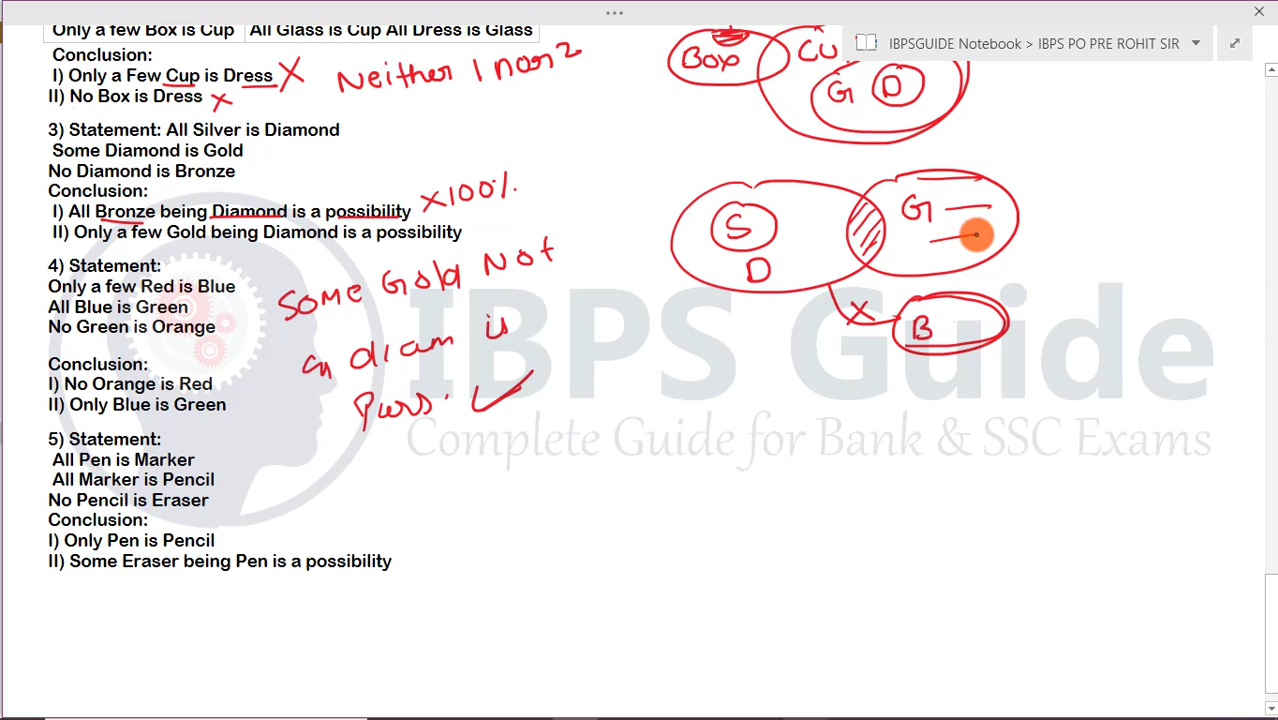 IBPSGUIDE Notebook > IBPS PO PRE ROHIT SIR
Only a few Box is Cup All Glass is Cup All Dress is Glass
Conclusion:
I) Only a Few Cup is Dress X Neither 1 nor 2
II) No Box is Dress X
Box Cu G D
3) Statement: All Silver is Diamond
Some Diamond is Gold
No Diamond is Bronze
Conclusion:
I) All Bronze being Diamond is a possibility X100%
II) Only a few Gold being Diamond is a possibility
Some Gold Not
diam is
Poss. ✓
S D G
X B
4) Statement:
Only a few Red is Blue
All Blue is Green
No Green is Orange
Conclusion:
I) No Orange is Red
II) Only Blue is Green
5) Statement:
All Pen is Marker
All Marker is Pencil
No Pencil is Eraser
Conclusion:
I) Only Pen is Pencil
II) Some Eraser being Pen is a possibility
IBPS Guide
Complete Guide for Bank & SSC Exams